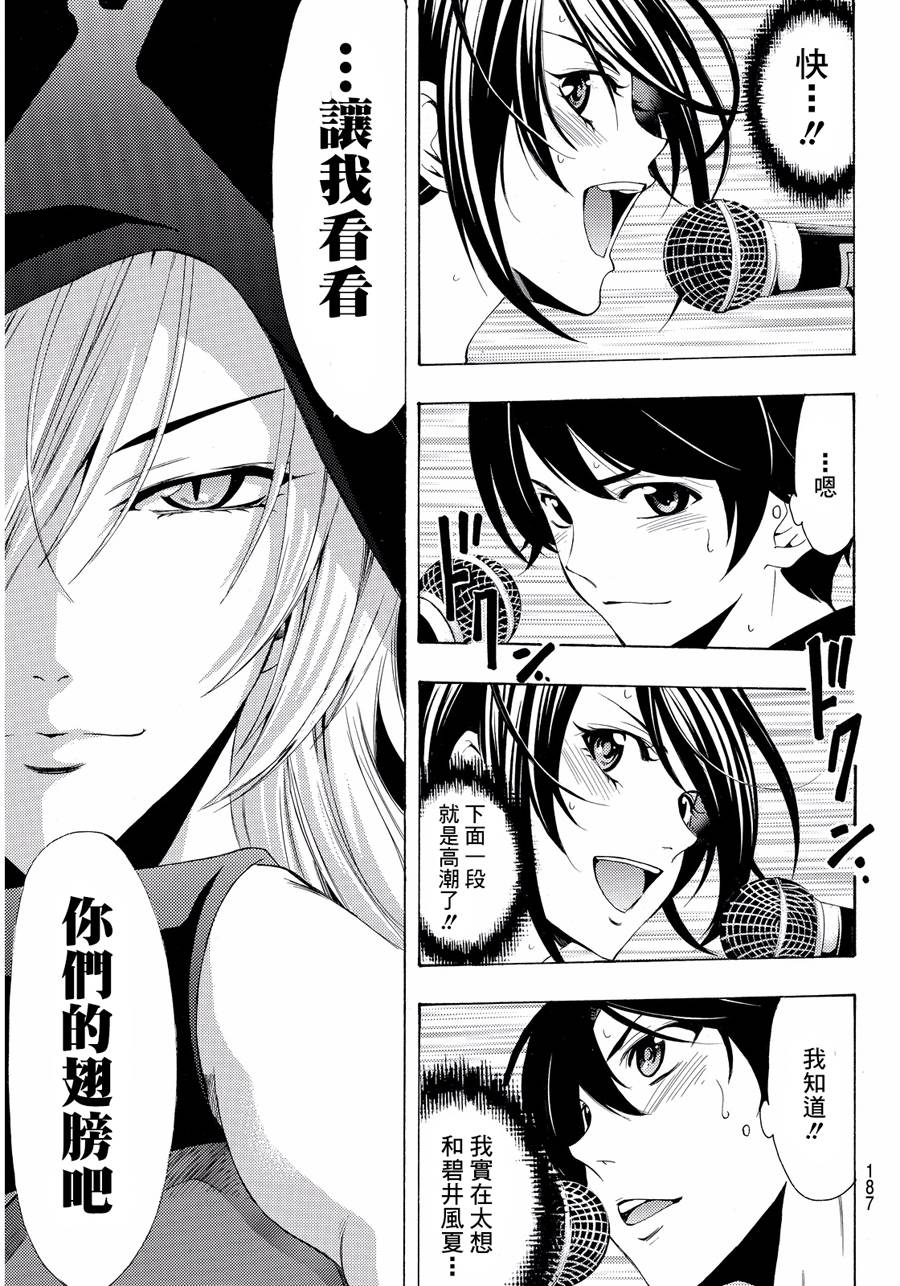 快…!!
…嗯
ドクン
ドクン
下面一段
就是高潮了!!
我知道!!
我實在太想
和碧井風夏…
…讓我看看
你們的翅膀吧
187